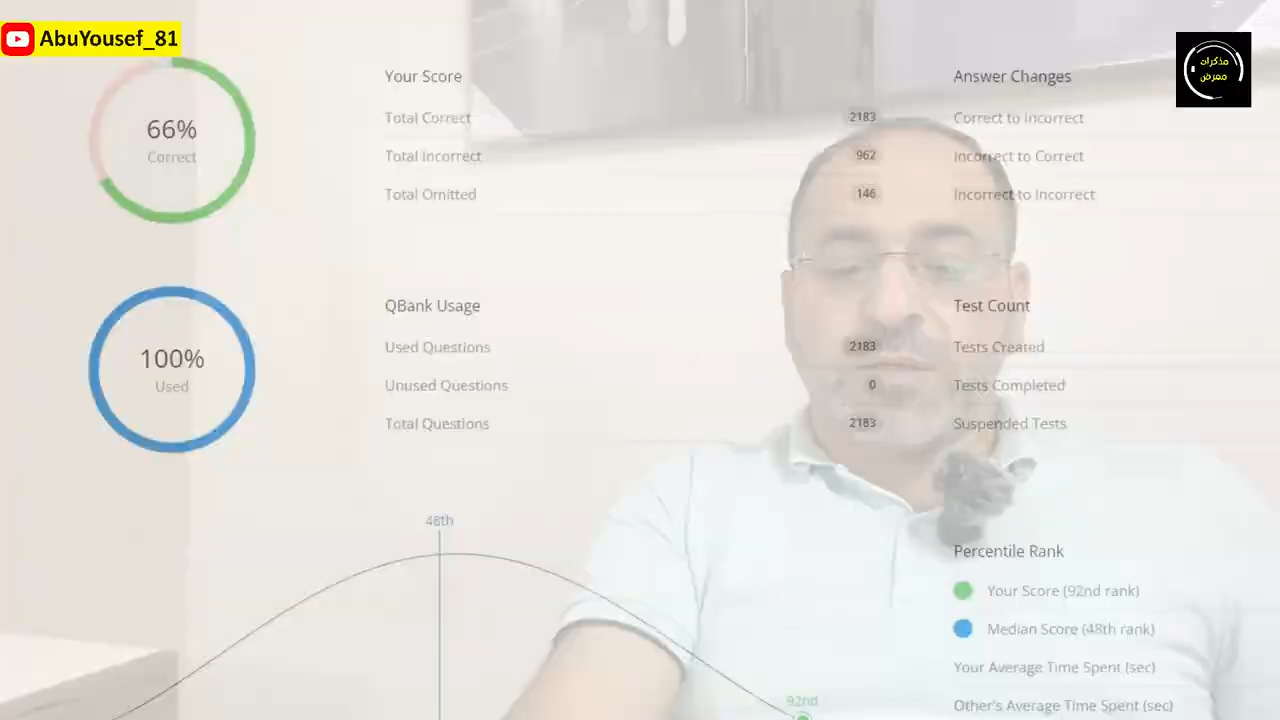 AbuYousef_81
مذكرات
ممرض
66%
Correct
Your Score
Total Correct 2183
Total Incorrect 962
Total Omitted 146
Answer Changes
Correct to Incorrect
Incorrect to Correct
Incorrect to Incorrect
100%
Used
QBank Usage
Used Questions 2183
Unused Questions 0
Total Questions 2183
Test Count
Tests Created
Tests Completed
Suspended Tests
48th
92nd
Percentile Rank
Your Score (92nd rank)
Median Score (48th rank)
Your Average Time Spent (sec)
Other's Average Time Spent (sec)